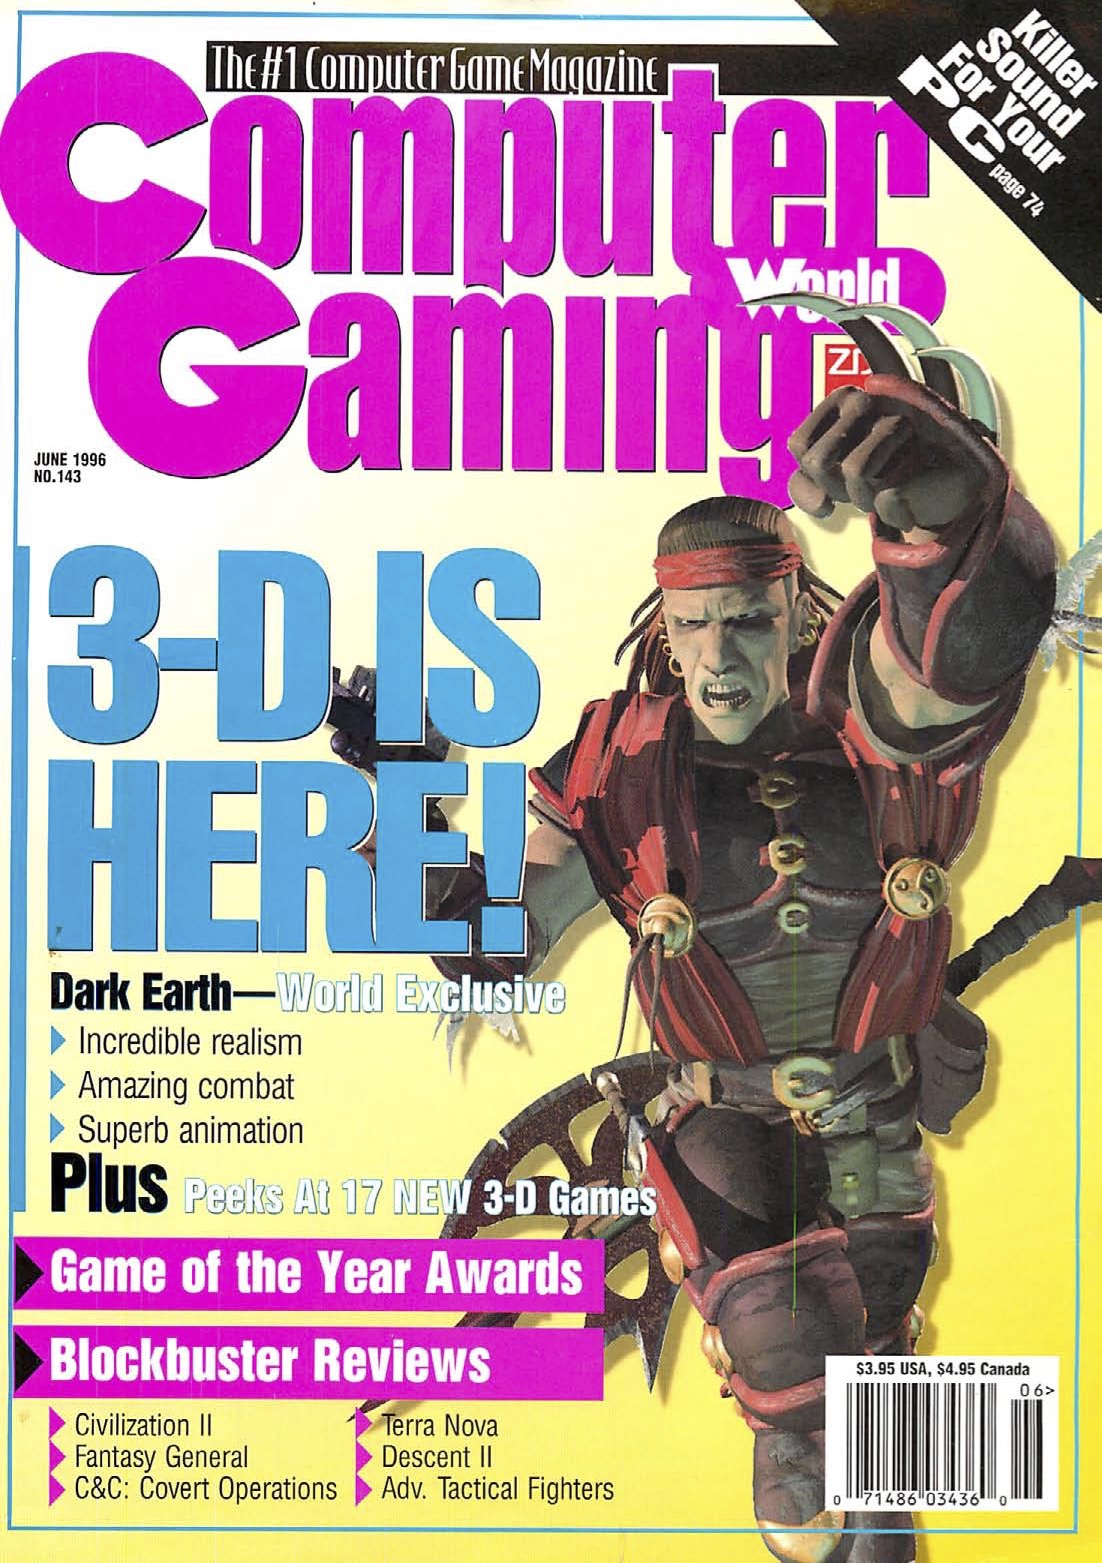 The #1 Computer Game Magazine
Computer
Gaming
World
Killer
Sound
For Your
PC
page 74
JUNE 1996
NO.143
3-D IS
HERE!
Dark Earth—World Exclusive
Incredible realism
Amazing combat
Superb animation
Plus Peeks At 17 NEW 3-D Games
Game of the Year Awards
Blockbuster Reviews
Civilization II
Fantasy General
C&C: Covert Operations
Terra Nova
Descent II
Adv. Tactical Fighters
$3.95 USA, $4.95 Canada
06>
0 71486 03436 0